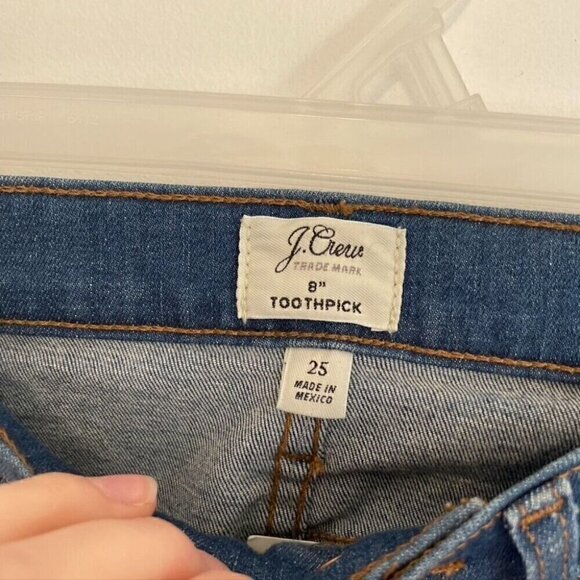 J.Crew
TRADE MARK
8"
TOOTHPICK
25
MADE IN
MEXICO